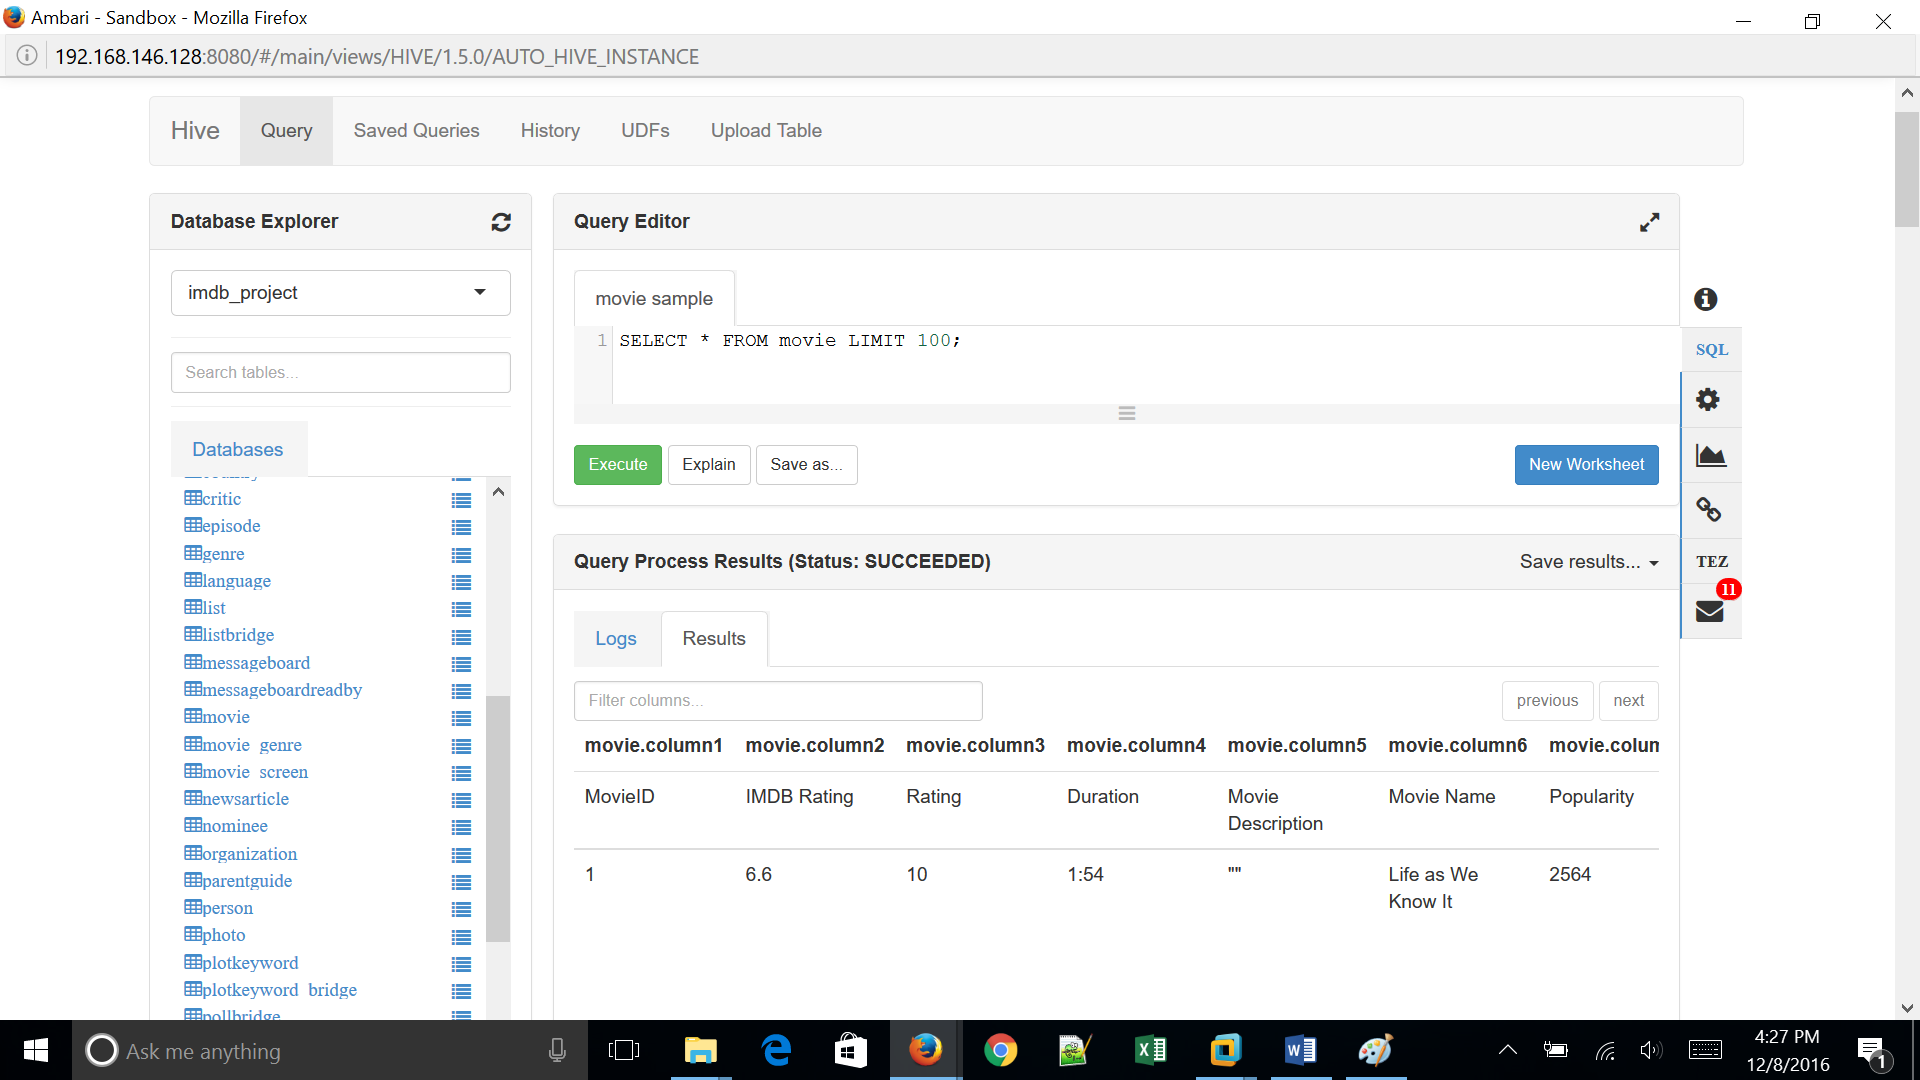 Ambari - Sandbox - Mozilla Firefox
192.168.146.128:8080/#/main/views/HIVE/1.5.0/AUTO_HIVE_INSTANCE
Hive Query Saved Queries History UDFs Upload Table
Database Explorer
imdb_project
Search tables...
Databases
critic
episode
genre
language
list
listbridge
messageboard
messageboardreadby
movie
movie_genre
movie_screen
newsarticle
nominee
organization
parentguide
person
photo
plotkeyword
plotkeyword_bridge
pollbridge
Query Editor
movie sample
1 SELECT * FROM movie LIMIT 100;
Execute Explain Save as... New Worksheet
SQL
TEZ
11
Query Process Results (Status: SUCCEEDED) Save results...
Logs Results
Filter columns... previous next
movie.column1 movie.column2 movie.column3 movie.column4 movie.column5 movie.column6 movie.colum
MovieID IMDB Rating Rating Duration Movie Description Movie Name Popularity
1 6.6 10 1:54 "" Life as We Know It 2564
Ask me anything
4:27 PM
12/8/2016
1